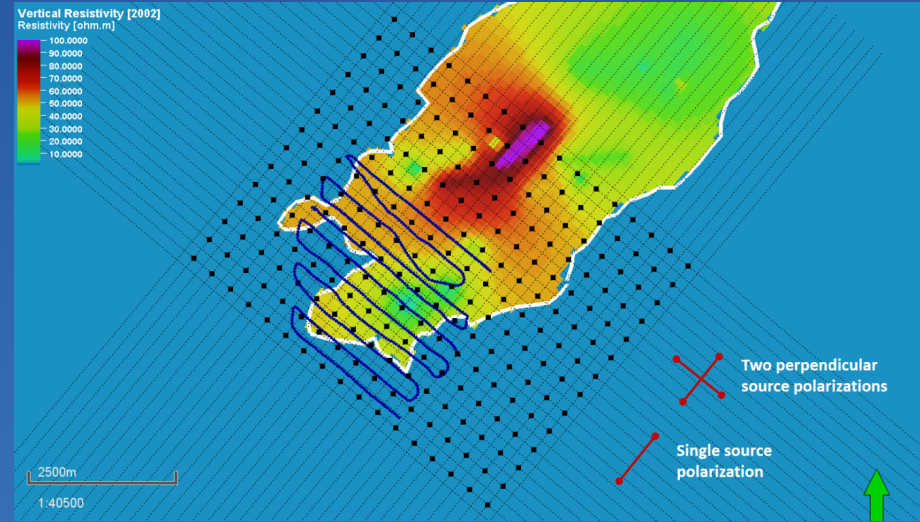 Vertical Resistivity [2002]
Resistivity [ohm.m]
100.0000
90.0000
80.0000
70.0000
60.0000
50.0000
40.0000
30.0000
20.0000
10.0000
Two perpendicular
source polarizations
Single source
polarization
2500m
1:40500